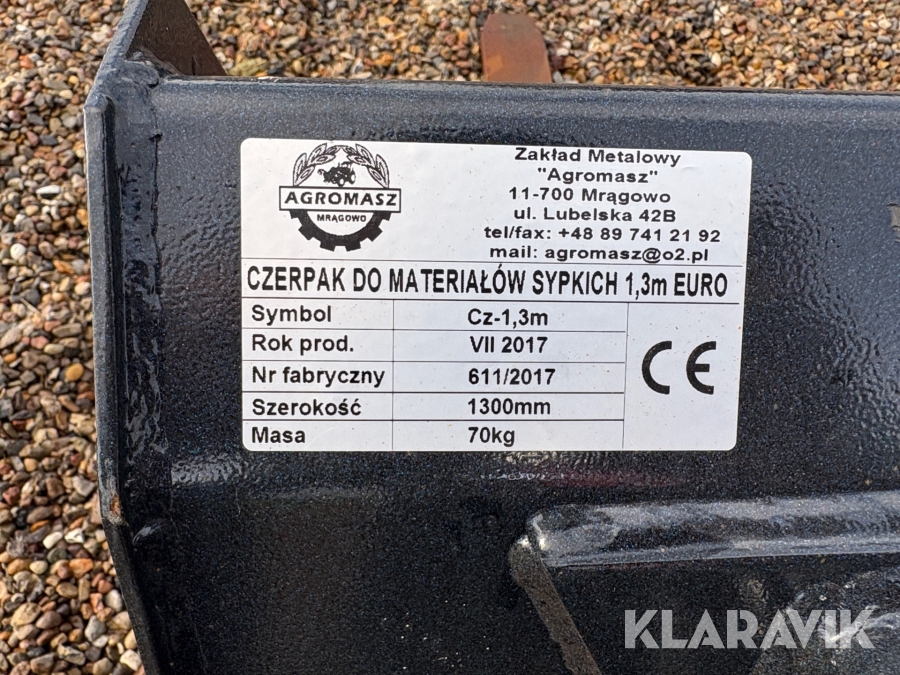 AGROMASZ
MRĄGOWO
Zakład Metalowy
"Agromasz"
11-700 Mrągowo
ul. Lubelska 42B
tel/fax: +48 89 741 21 92
mail: agromasz@o2.pl
CZERPAK DO MATERIAŁÓW SYPKICH 1,3m EURO
Symbol Cz-1,3m
Rok prod. VII 2017
Nr fabryczny 611/2017
Szerokość 1300mm
Masa 70kg
CE
KLARAVIK